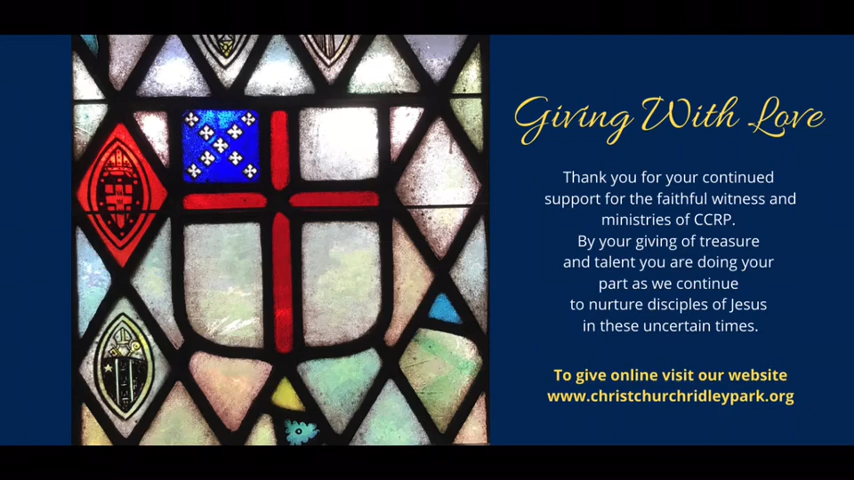 Giving With Love
Thank you for your continued
support for the faithful witness and
ministries of CCRP.
By your giving of treasure
and talent you are doing your
part as we continue
to nurture disciples of Jesus
in these uncertain times.
To give online visit our website
www.christchurchridleypark.org